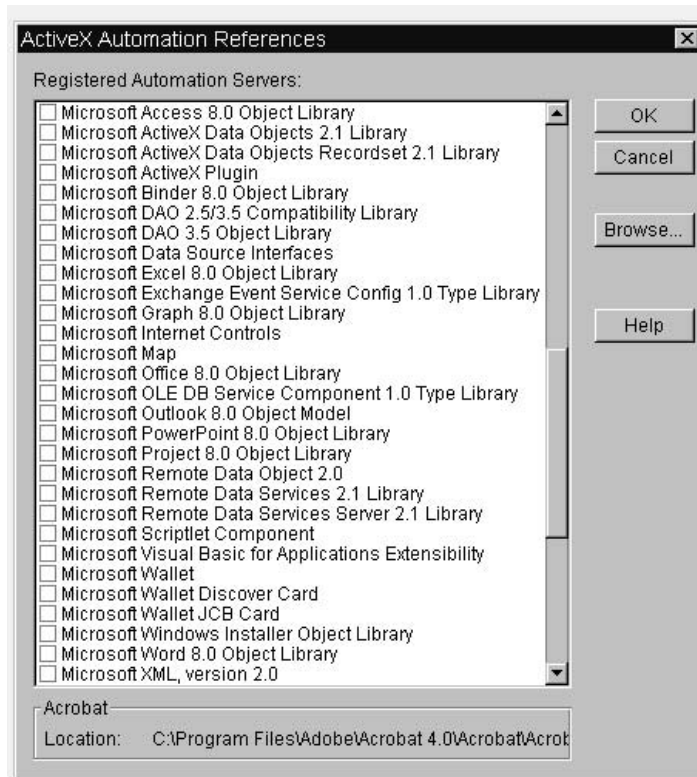 ActiveX Automation References
Registered Automation Servers:
Microsoft Access 8.0 Object Library
Microsoft ActiveX Data Objects 2.1 Library
Microsoft ActiveX Data Objects Recordset 2.1 Library
Microsoft ActiveX Plugin
Microsoft Binder 8.0 Object Library
Microsoft DAO 2.5/3.5 Compatibility Library
Microsoft DAO 3.5 Object Library
Microsoft Data Source Interfaces
Microsoft Excel 8.0 Object Library
Microsoft Exchange Event Service Config 1.0 Type Library
Microsoft Graph 8.0 Object Library
Microsoft Internet Controls
Microsoft Map
Microsoft Office 8.0 Object Library
Microsoft OLE DB Service Component 1.0 Type Library
Microsoft Outlook 8.0 Object Model
Microsoft PowerPoint 8.0 Object Library
Microsoft Project 8.0 Object Library
Microsoft Remote Data Object 2.0
Microsoft Remote Data Services 2.1 Library
Microsoft Remote Data Services Server 2.1 Library
Microsoft Scriptlet Component
Microsoft Visual Basic for Applications Extensibility
Microsoft Wallet
Microsoft Wallet Discover Card
Microsoft Wallet JCB Card
Microsoft Windows Installer Object Library
Microsoft Word 8.0 Object Library
Microsoft XML, version 2.0
OK
Cancel
Browse...
Help
Acrobat
Location: C:\Program Files\Adobe\Acrobat 4.0\Acrobat\Acrob